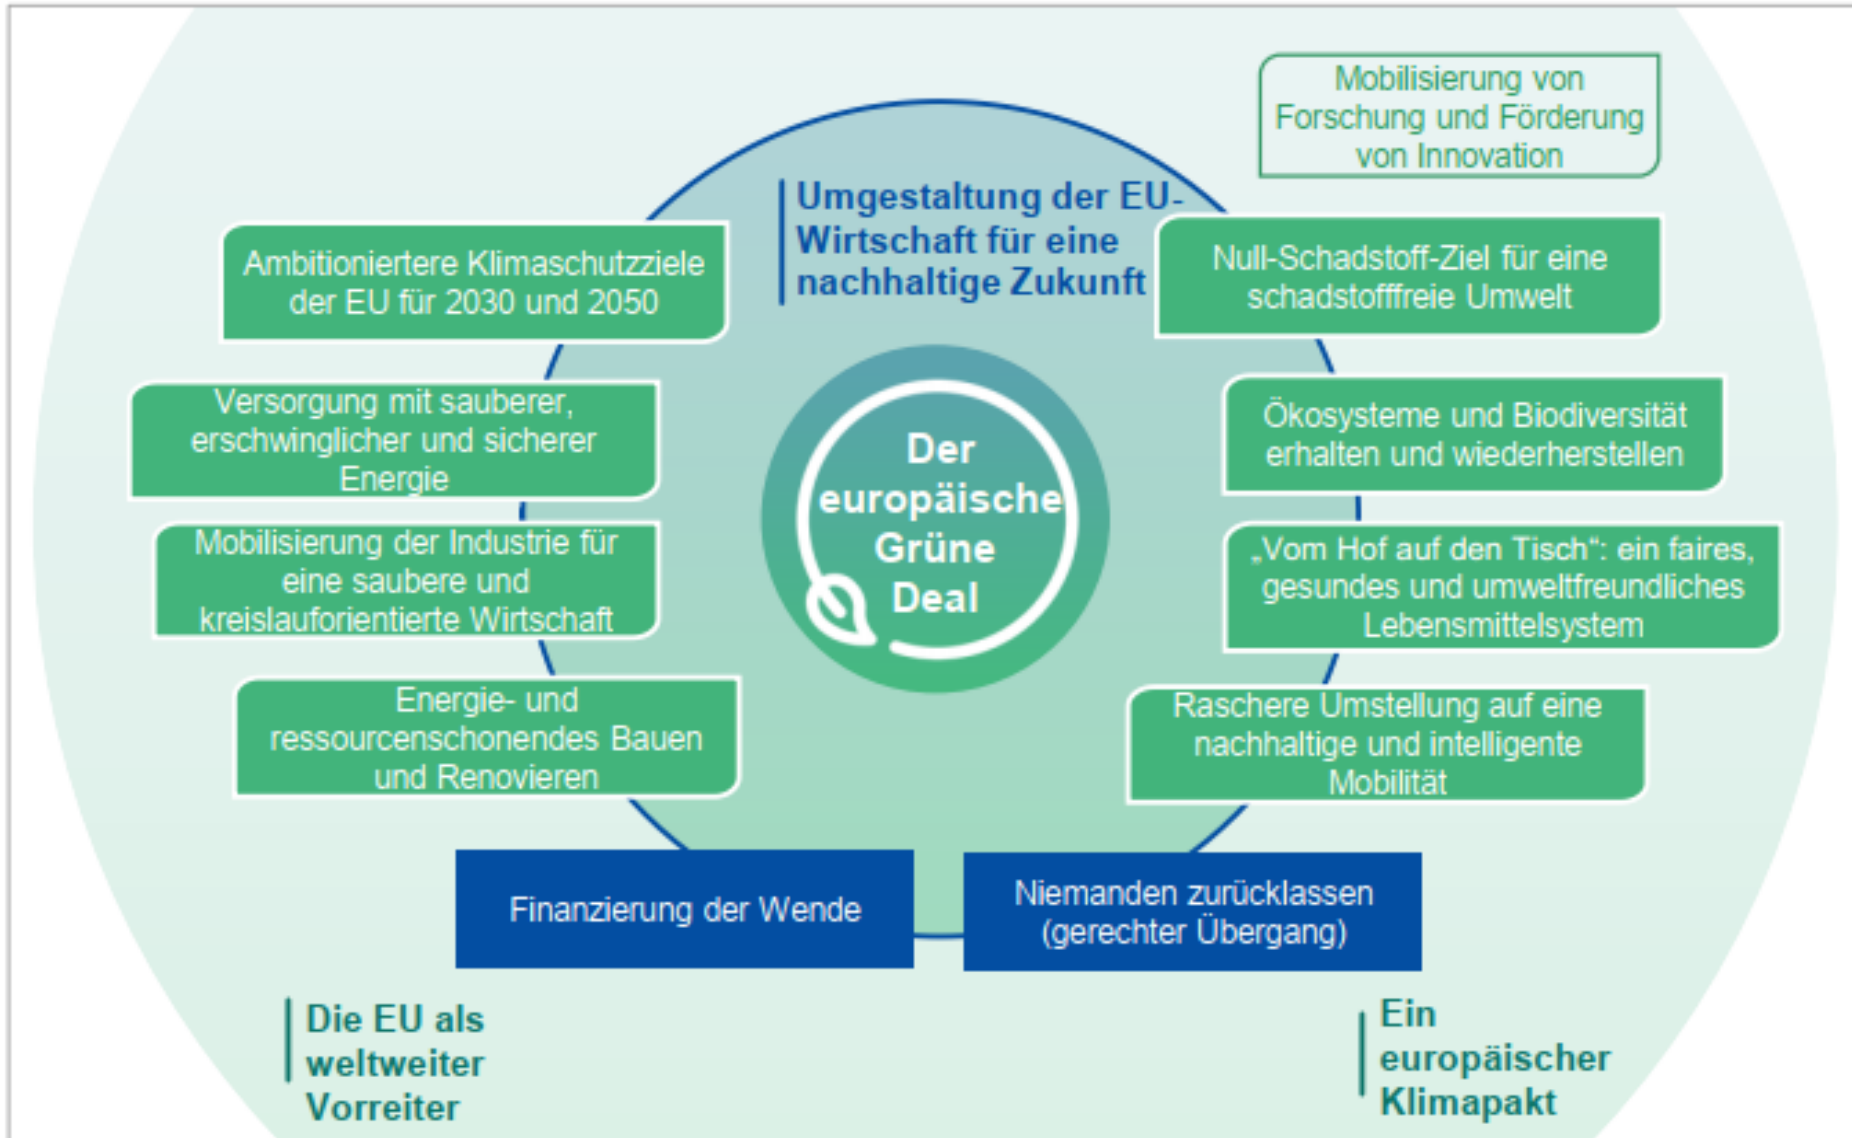 Mobilisierung von
Forschung und Förderung
von Innovation
Umgestaltung der EU-
Wirtschaft für eine
nachhaltige Zukunft
Ambitioniertere Klimaschutzziele
der EU für 2030 und 2050
Null-Schadstoff-Ziel für eine
schadstofffreie Umwelt
Versorgung mit sauberer,
erschwinglicher und sicherer
Energie
Ökosysteme und Biodiversität
erhalten und wiederherstellen
Der
europäische
Grüne
Deal
Mobilisierung der Industrie für
eine saubere und
kreislauforientierte Wirtschaft
„Vom Hof auf den Tisch“: ein faires,
gesundes und umweltfreundliches
Lebensmittelsystem
Energie- und
ressourcenschonendes Bauen
und Renovieren
Raschere Umstellung auf eine
nachhaltige und intelligente
Mobilität
Finanzierung der Wende
Niemanden zurücklassen
(gerechter Übergang)
Die EU als
weltweiter
Vorreiter
Ein
europäischer
Klimapakt